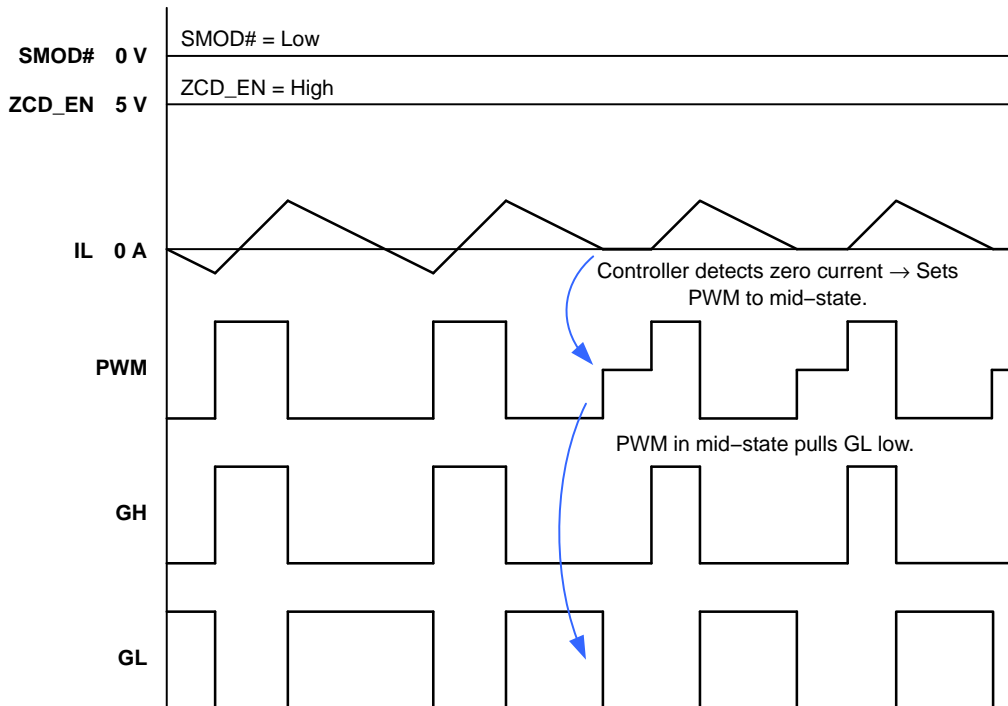 SMOD# = Low
SMOD# 0 V
ZCD_EN = High
ZCD_EN 5 V
IL 0 A
Controller detects zero current → Sets
PWM to mid−state.
PWM
PWM in mid−state pulls GL low.
GH
GL